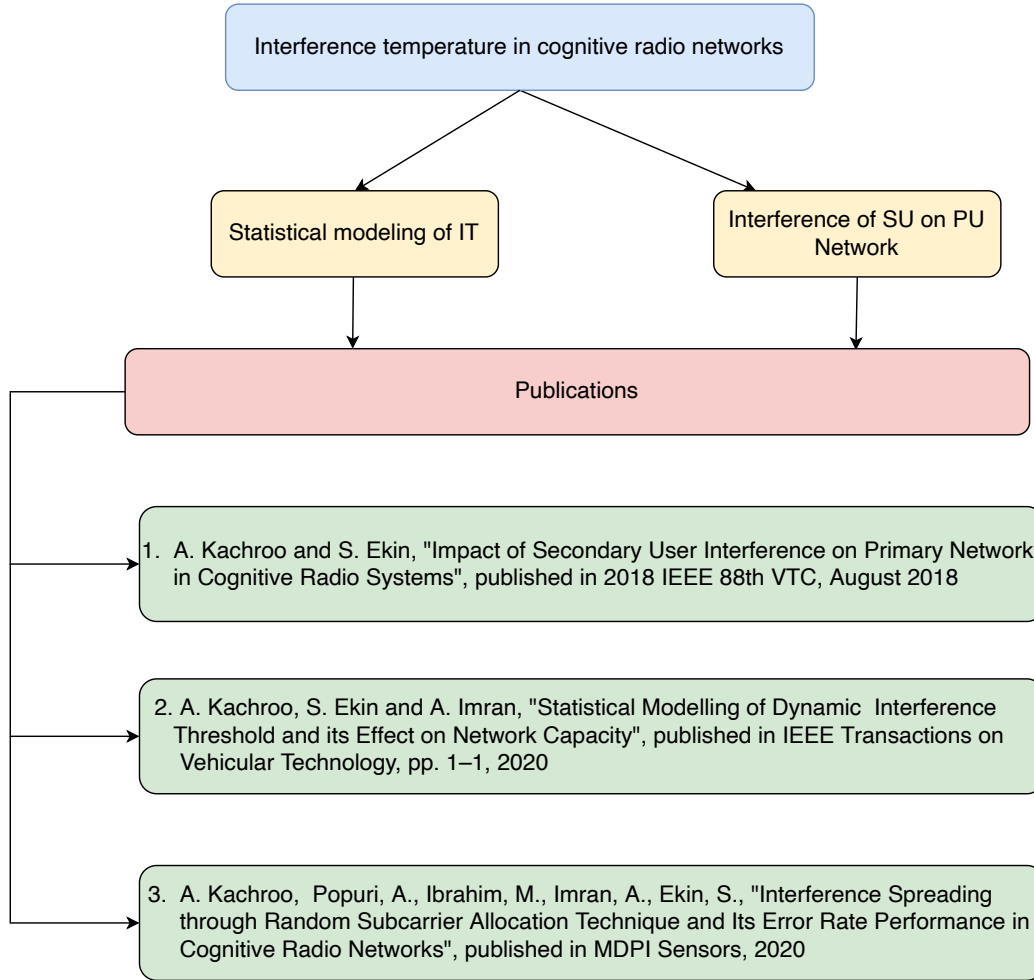 Interference temperature in cognitive radio networks
Statistical modeling of IT
Interference of SU on PU
Network
Publications
1. A. Kachroo and S. Ekin, "Impact of Secondary User Interference on Primary Network
in Cognitive Radio Systems", published in 2018 IEEE 88th VTC, August 2018
2. A. Kachroo, S. Ekin and A. Imran, "Statistical Modelling of Dynamic Interference
Threshold and its Effect on Network Capacity", published in IEEE Transactions on
Vehicular Technology, pp. 1–1, 2020
3. A. Kachroo, Popuri, A., Ibrahim, M., Imran, A., Ekin, S., "Interference Spreading
through Random Subcarrier Allocation Technique and Its Error Rate Performance in
Cognitive Radio Networks", published in MDPI Sensors, 2020